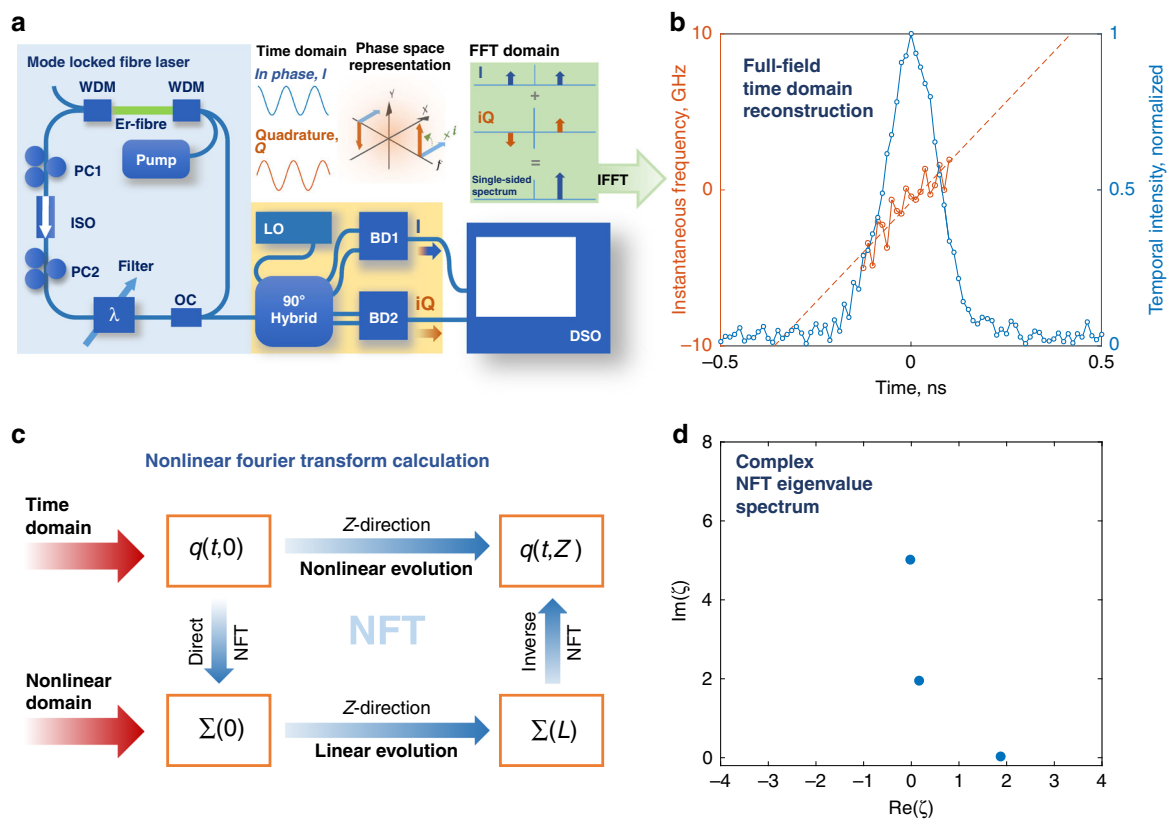 a
Mode locked fibre laser
WDM
WDM
Er-fibre
Pump
PC1
ISO
PC2
Filter
λ
OC
Time domain
In phase, I
Quadrature,
Q
Phase space
representation
Y
X
f
FFT domain
I
+
iQ
=
Single-sided
spectrum
IFFT
LO
90°
Hybrid
BD1
BD2
I
iQ
DSO
b
Full-field
time domain
reconstruction
Instantaneous frequency, GHz
10
0
−10
Temporal intensity, normalized
1
0.5
0
−0.5
0
0.5
Time, ns
c
Nonlinear fourier transform calculation
Time
domain
q(t,0)
Z-direction
Nonlinear evolution
q(t,Z)
Direct
NFT
NFT
Inverse
NFT
Nonlinear
domain
Σ(0)
Z-direction
Linear evolution
Σ(L)
d
Complex
NFT eigenvalue
spectrum
Im(ζ)
8
6
4
2
0
−4 −3 −2 −1 0 1 2 3 4
Re(ζ)